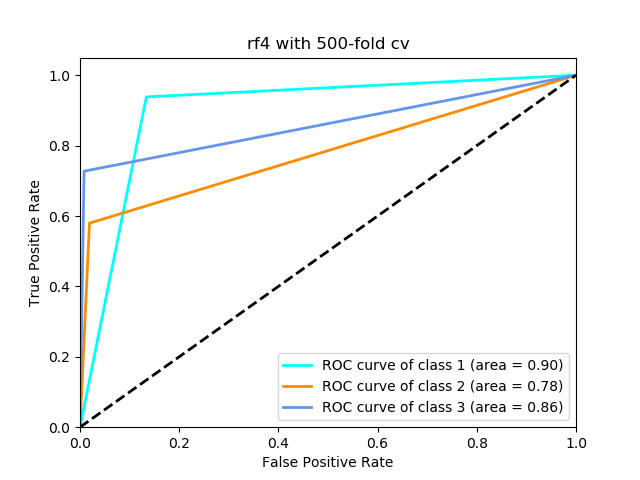 rf4 with 500-fold cv
True Positive Rate
1.0
0.8
0.6
0.4
0.2
0.0
ROC curve of class 1 (area = 0.90)
ROC curve of class 2 (area = 0.78)
ROC curve of class 3 (area = 0.86)
0.0 0.2 0.4 0.6 0.8 1.0
False Positive Rate